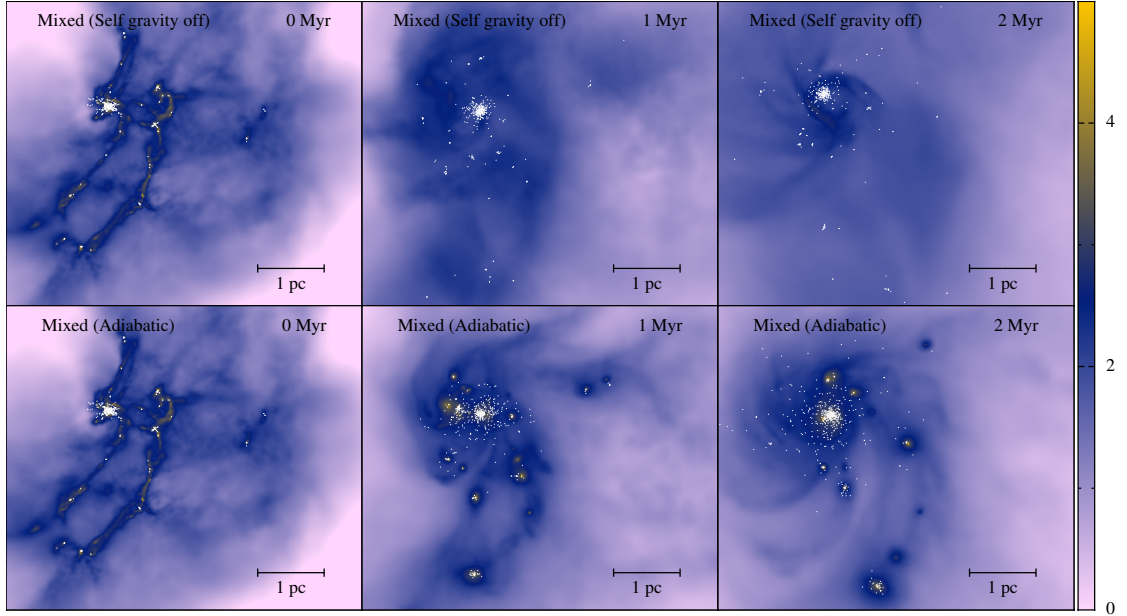 Mixed (Self gravity off) 0 Myr
1 pc
Mixed (Self gravity off) 1 Myr
1 pc
Mixed (Self gravity off) 2 Myr
1 pc
Mixed (Adiabatic) 0 Myr
1 pc
Mixed (Adiabatic) 1 Myr
1 pc
Mixed (Adiabatic) 2 Myr
1 pc
4
2
0